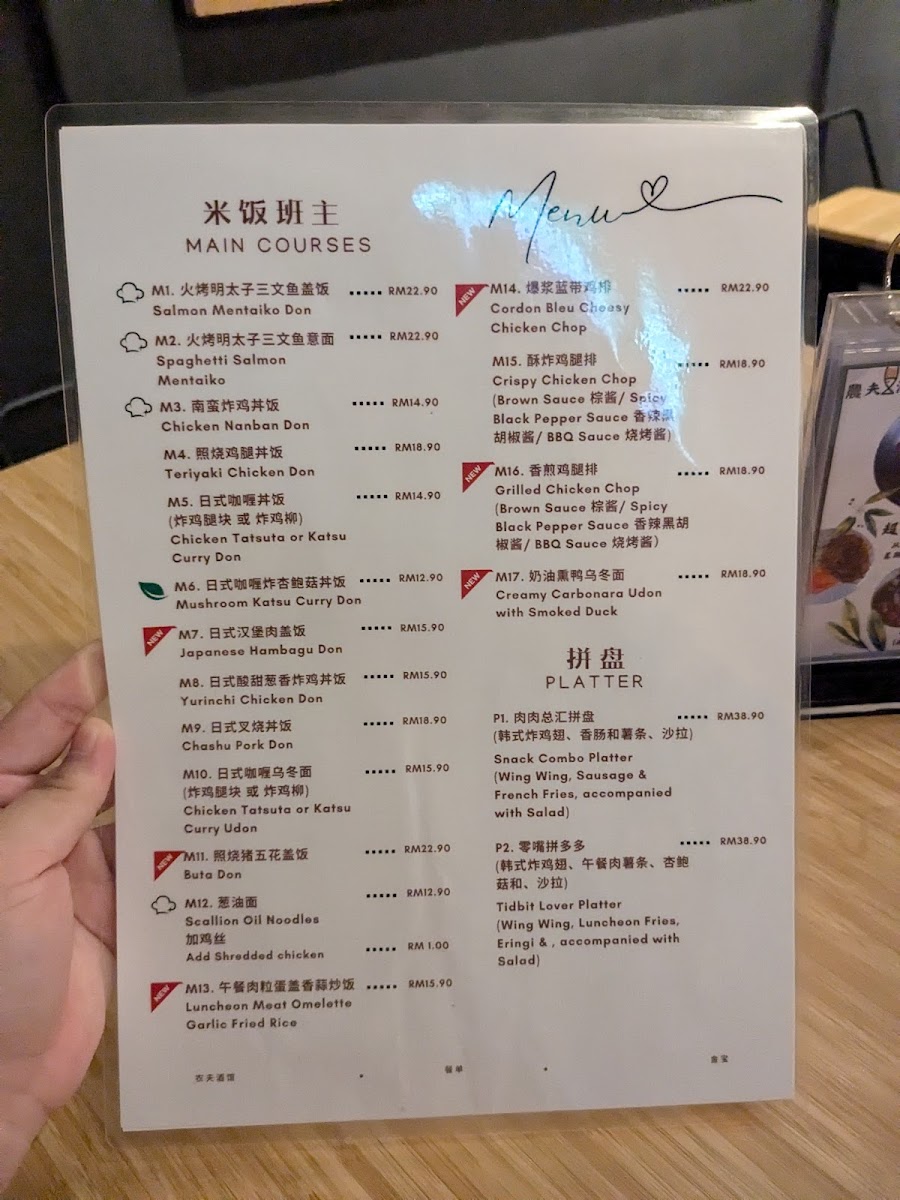 米饭班主
MAIN COURSES
Menu
M1. 火烤明太子三文鱼盖饭 ..... RM22.90
Salmon Mentaiko Don
M2. 火烤明太子三文鱼意面 ..... RM22.90
Spaghetti Salmon
Mentaiko
M3. 南蛮炸鸡丼饭 ..... RM14.90
Chicken Nanban Don
M4. 照烧鸡腿丼饭 ..... RM18.90
Teriyaki Chicken Don
M5. 日式咖喱丼饭 ..... RM14.90
(炸鸡腿块 或 炸鸡柳)
Chicken Tatsuta or Katsu
Curry Don
M6. 日式咖喱炸杏鲍菇丼饭 ..... RM12.90
Mushroom Katsu Curry Don
NEW
M7. 日式汉堡肉盖饭 ..... RM15.90
Japanese Hambagu Don
M8. 日式酸甜葱香炸鸡丼饭 ..... RM15.90
Yurinchi Chicken Don
M9. 日式叉烧丼饭 ..... RM18.90
Chashu Pork Don
M10. 日式咖喱乌冬面 ..... RM15.90
(炸鸡腿块 或 炸鸡柳)
Chicken Tatsuta or Katsu
Curry Udon
NEW
M11. 照烧猪五花盖饭 ..... RM22.90
Buta Don
M12. 葱油面 ..... RM12.90
Scallion Oil Noodles
加鸡丝
Add Shredded chicken ..... RM 1.00
NEW
M13. 午餐肉粒蛋盖香蒜炒饭 ..... RM15.90
Luncheon Meat Omelette
Garlic Fried Rice
NEW
M14. 爆浆蓝带鸡排 ..... RM22.90
Cordon Bleu Cheesy
Chicken Chop
M15. 酥炸鸡腿排 ..... RM18.90
Crispy Chicken Chop
(Brown Sauce 棕酱/ Spicy
Black Pepper Sauce 香辣黑
胡椒酱/ BBQ Sauce 烧烤酱)
NEW
M16. 香煎鸡腿排 ..... RM18.90
Grilled Chicken Chop
(Brown Sauce 棕酱/ Spicy
Black Pepper Sauce 香辣黑胡
椒酱/ BBQ Sauce 烧烤酱)
NEW
M17. 奶油熏鸭乌冬面 ..... RM18.90
Creamy Carbonara Udon
with Smoked Duck
拼盘
PLATTER
P1. 肉肉总汇拼盘 ..... RM38.90
(韩式炸鸡翅、香肠和薯条、沙拉)
Snack Combo Platter
(Wing Wing, Sausage &
French Fries, accompanied
with Salad)
P2. 零嘴拼多多 ..... RM38.90
(韩式炸鸡翅、午餐肉薯条、杏鲍
菇和、沙拉)
Tidbit Lover Platter
(Wing Wing, Luncheon Fries,
Eringi & , accompanied with
Salad)
农夫酒馆 • 餐单 • 食宝
農夫